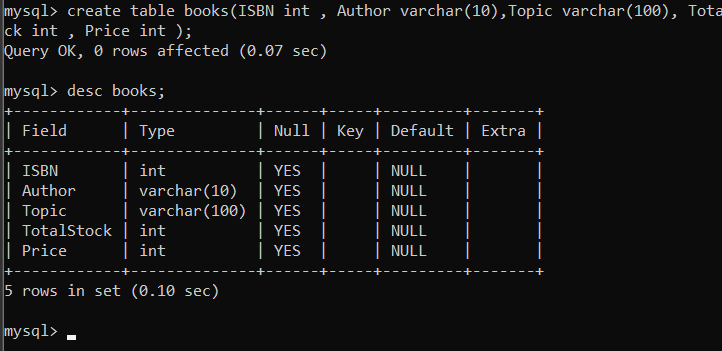 mysql> create table books(ISBN int , Author varchar(10),Topic varchar(100), Tota
ck int , Price int );
Query OK, 0 rows affected (0.07 sec)
mysql> desc books;
+------------+--------------+------+-----+---------+-------+
| Field      | Type         | Null | Key | Default | Extra |
+------------+--------------+------+-----+---------+-------+
| ISBN       | int          | YES  |     | NULL    |       |
| Author     | varchar(10)  | YES  |     | NULL    |       |
| Topic      | varchar(100) | YES  |     | NULL    |       |
| TotalStock | int          | YES  |     | NULL    |       |
| Price      | int          | YES  |     | NULL    |       |
+------------+--------------+------+-----+---------+-------+
5 rows in set (0.10 sec)
mysql>